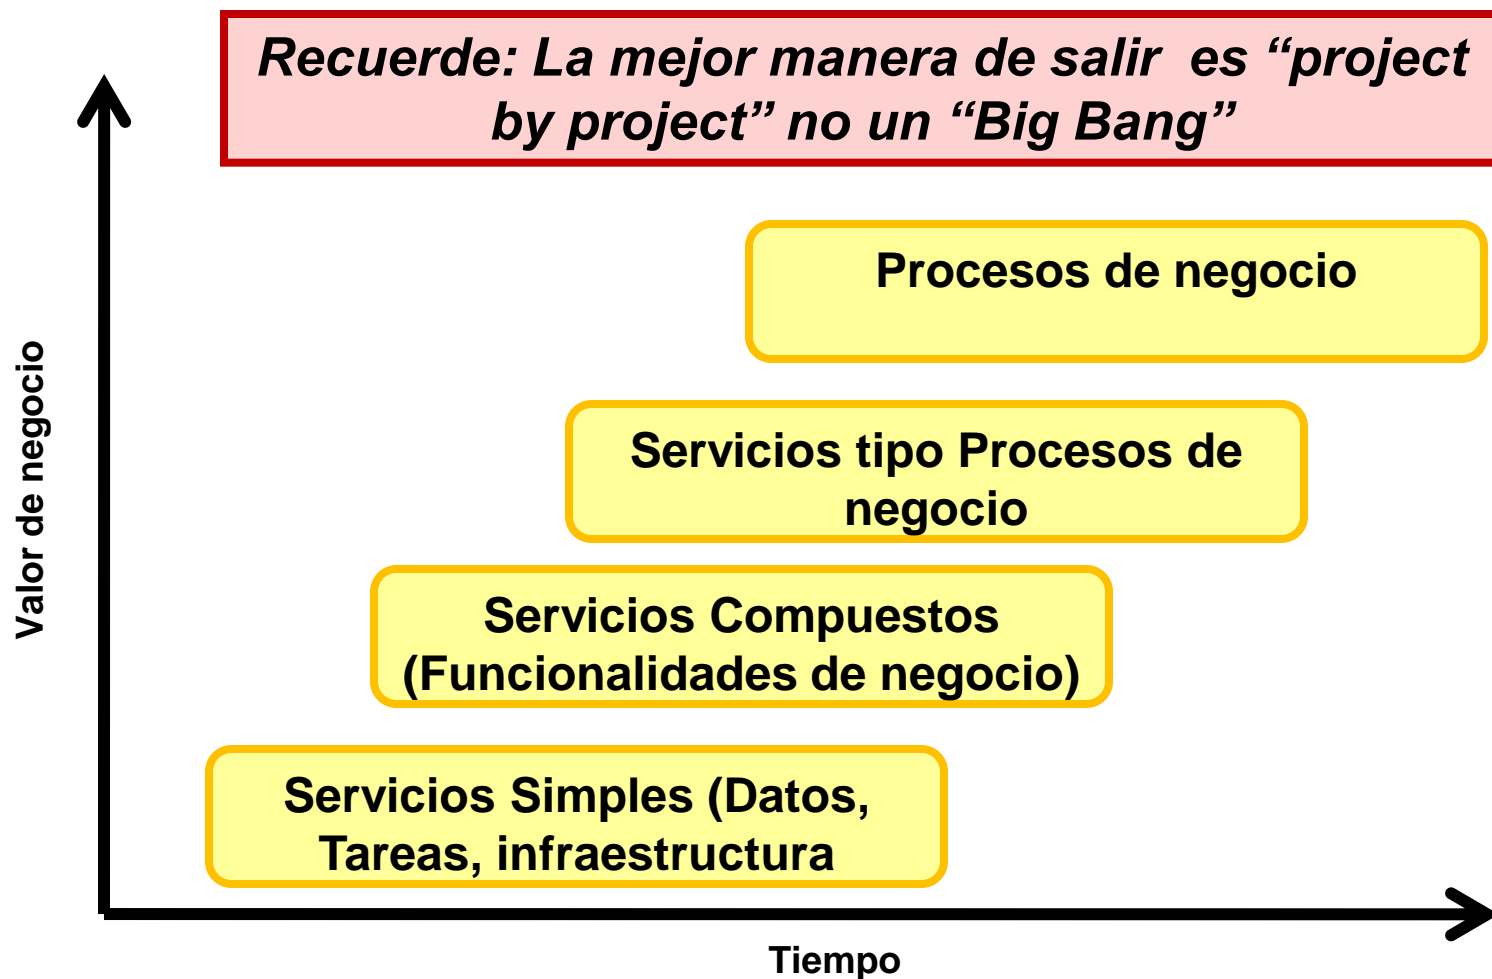 Recuerde: La mejor manera de salir  es “project
by project” no un “Big Bang”
Procesos de negocio
Servicios tipo Procesos de
negocio
Servicios Compuestos
(Funcionalidades de negocio)
Servicios Simples (Datos,
Tareas, infraestructura
Valor de negocio
Tiempo